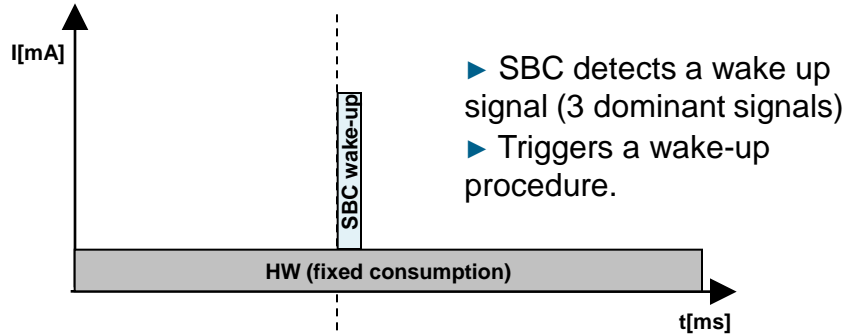 I[mA]
► SBC detects a wake up
signal (3 dominant signals)
► Triggers a wake-up
procedure.
SBC wake-up
HW (fixed consumption)
t[ms]